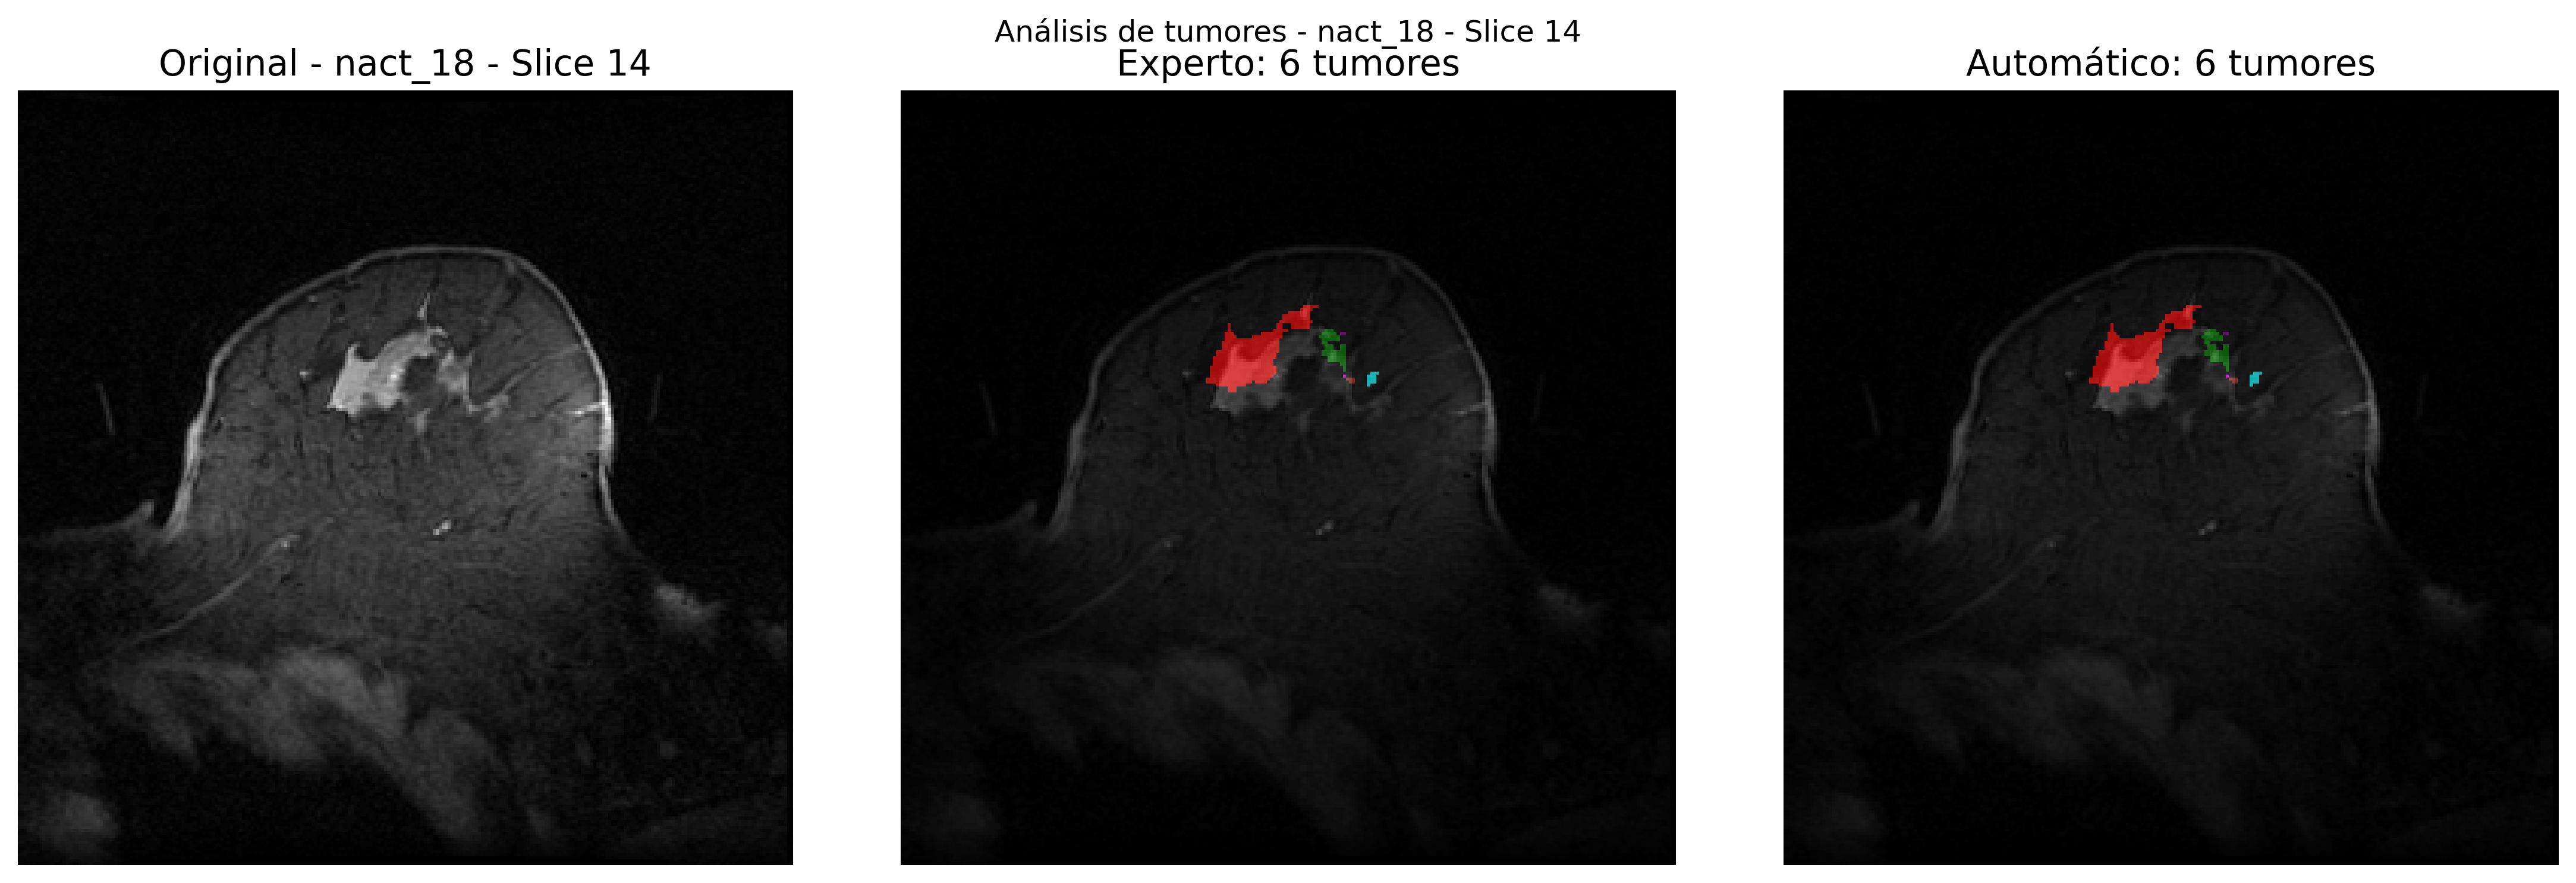 Análisis de tumores - nact_18 - Slice 14
Original - nact_18 - Slice 14
Experto: 6 tumores
Automático: 6 tumores